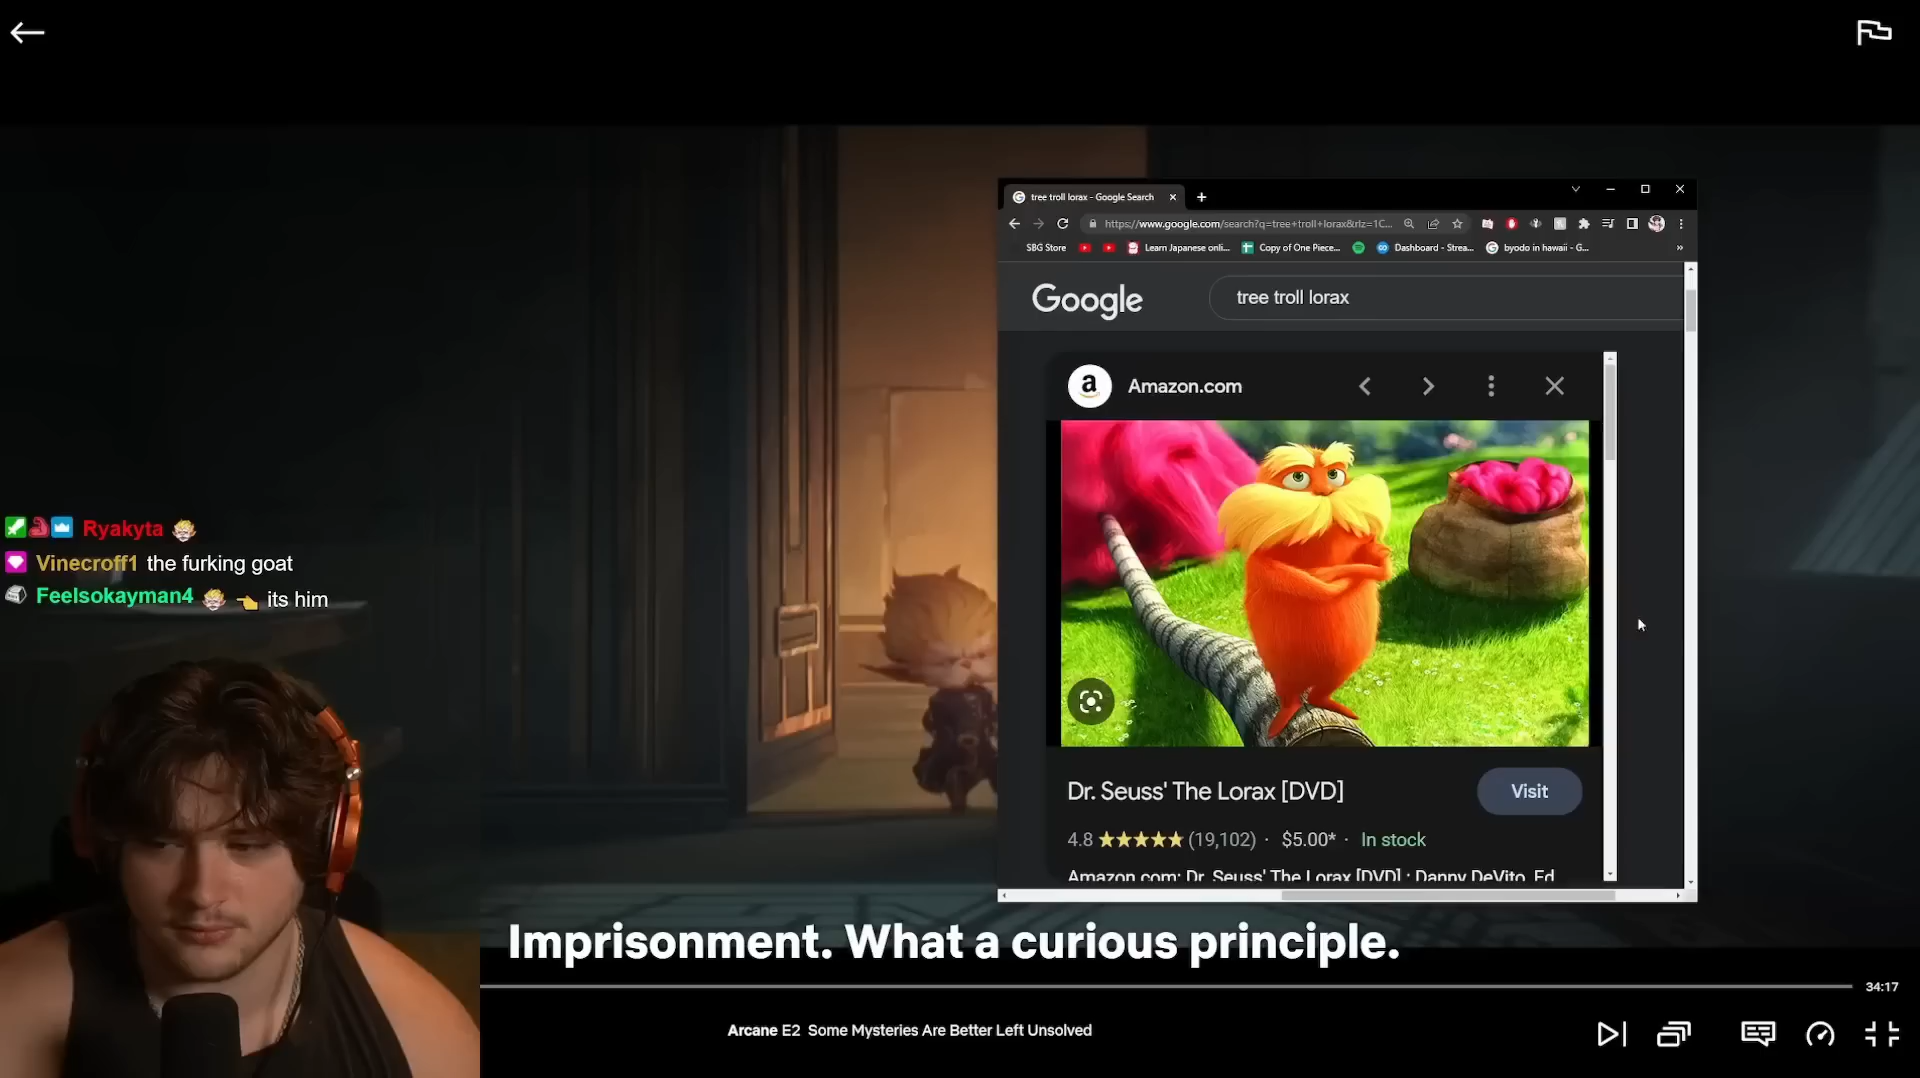 tree troll lorax - Google Search
https://www.google.com/search?q=tree+troll+lorax&rlz=1C...
SBG Store
Learn Japanese onli...
Copy of One Piece...
Dashboard - Strea...
byodo in hawaii - G...
»
Google
tree troll lorax
a
Amazon.com
Dr. Seuss' The Lorax [DVD]
Visit
4.8 ★★★★★ (19,102) · $5.00* · In stock
Amazon.com: Dr. Seuss' The Lorax [DVD] : Danny DeVito, Ed
Ryakyta
Vinecroff1 the furking goat
Feelsokayman4 its him
Imprisonment. What a curious principle.
34:17
Arcane E2 Some Mysteries Are Better Left Unsolved